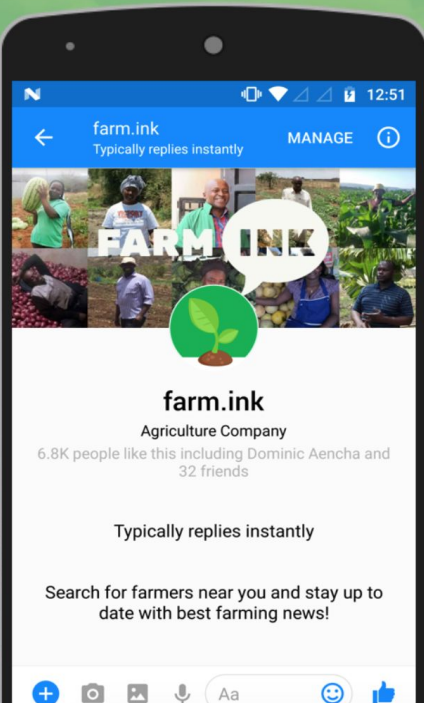 12:51
farm.ink
Typically replies instantly
MANAGE
FARM INK
farm.ink
Agriculture Company
6.8K people like this including Dominic Aencha and
32 friends
Typically replies instantly
Search for farmers near you and stay up to
date with best farming news!
Aa